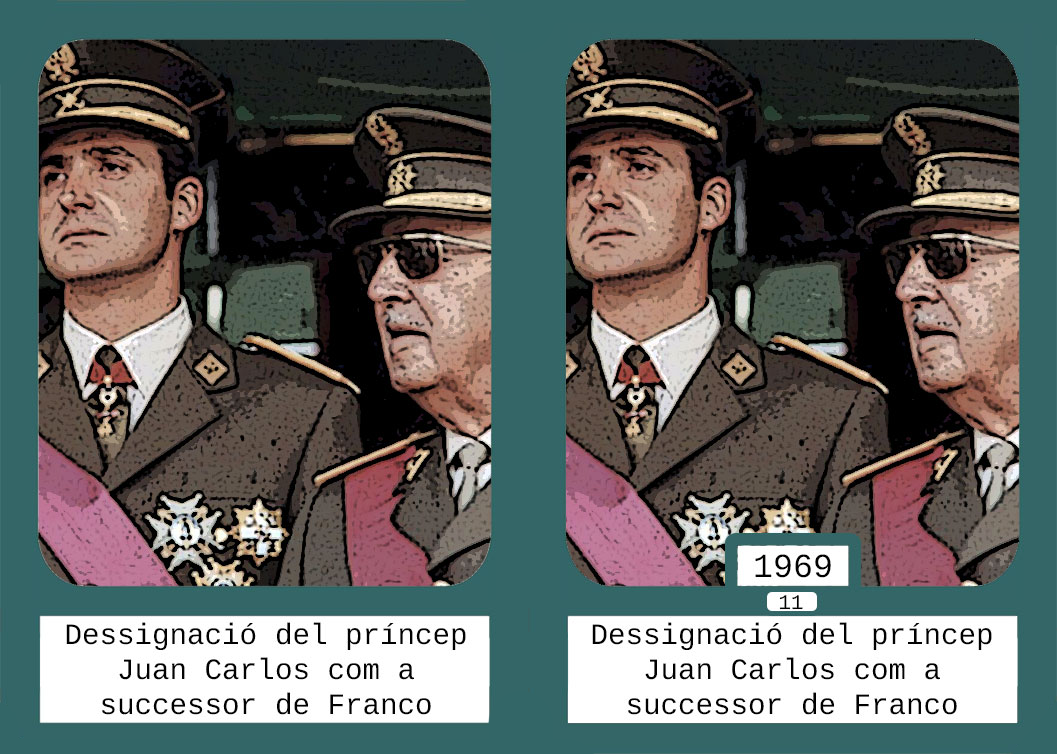 Dessignació del príncep
Juan Carlos com a
successor de Franco
1969
11
Dessignació del príncep
Juan Carlos com a
successor de Franco